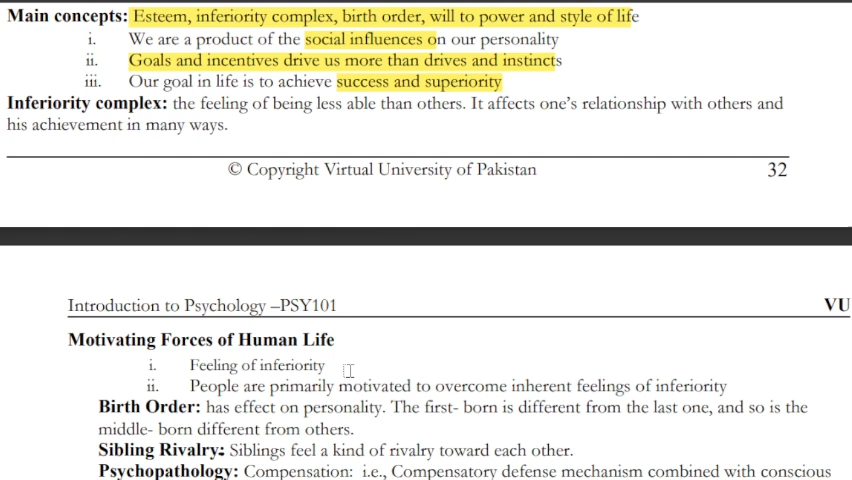 Main concepts: Esteem, inferiority complex, birth order, will to power and style of life
i. We are a product of the social influences on our personality
ii. Goals and incentives drive us more than drives and instincts
iii. Our goal in life is to achieve success and superiority
Inferiority complex: the feeling of being less able than others. It affects one's relationship with others and
his achievement in many ways.
© Copyright Virtual University of Pakistan 32
Introduction to Psychology –PSY101 VU
Motivating Forces of Human Life
i. Feeling of inferiority
ii. People are primarily motivated to overcome inherent feelings of inferiority
Birth Order: has effect on personality. The first- born is different from the last one, and so is the
middle- born different from others.
Sibling Rivalry: Siblings feel a kind of rivalry toward each other.
Psychopathology: Compensation: i.e., Compensatory defense mechanism combined with conscious